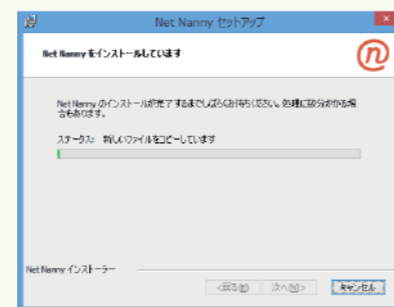 Net Nanny セットアップ
Net Nanny をインストールしています
Net Nanny のインストールが完了するまでしばらくお待ちください。処理に数分かかる場
合もあります。
ステータス: 新しいファイルをコピーしています
Net Nanny インストーラー
<戻る(B) 次へ(N)> キャンセル